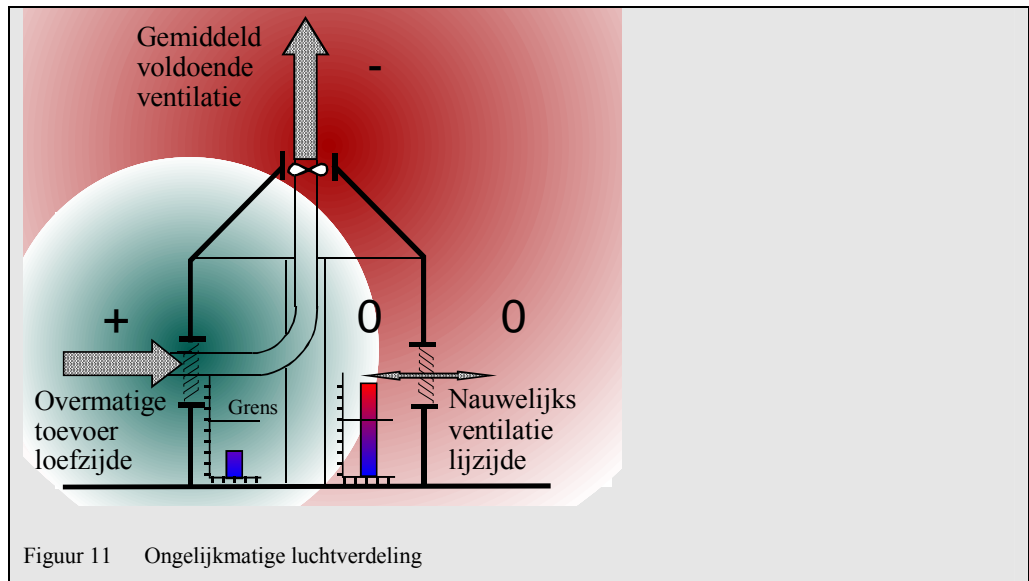 Gemiddeld
voldoende
ventilatie
-
+
0
0
Overmatige
toevoer
loefzijde
Grens
Nauwelijks
ventilatie
lijzijde
Figuur 11 Ongelijkmatige luchtverdeling